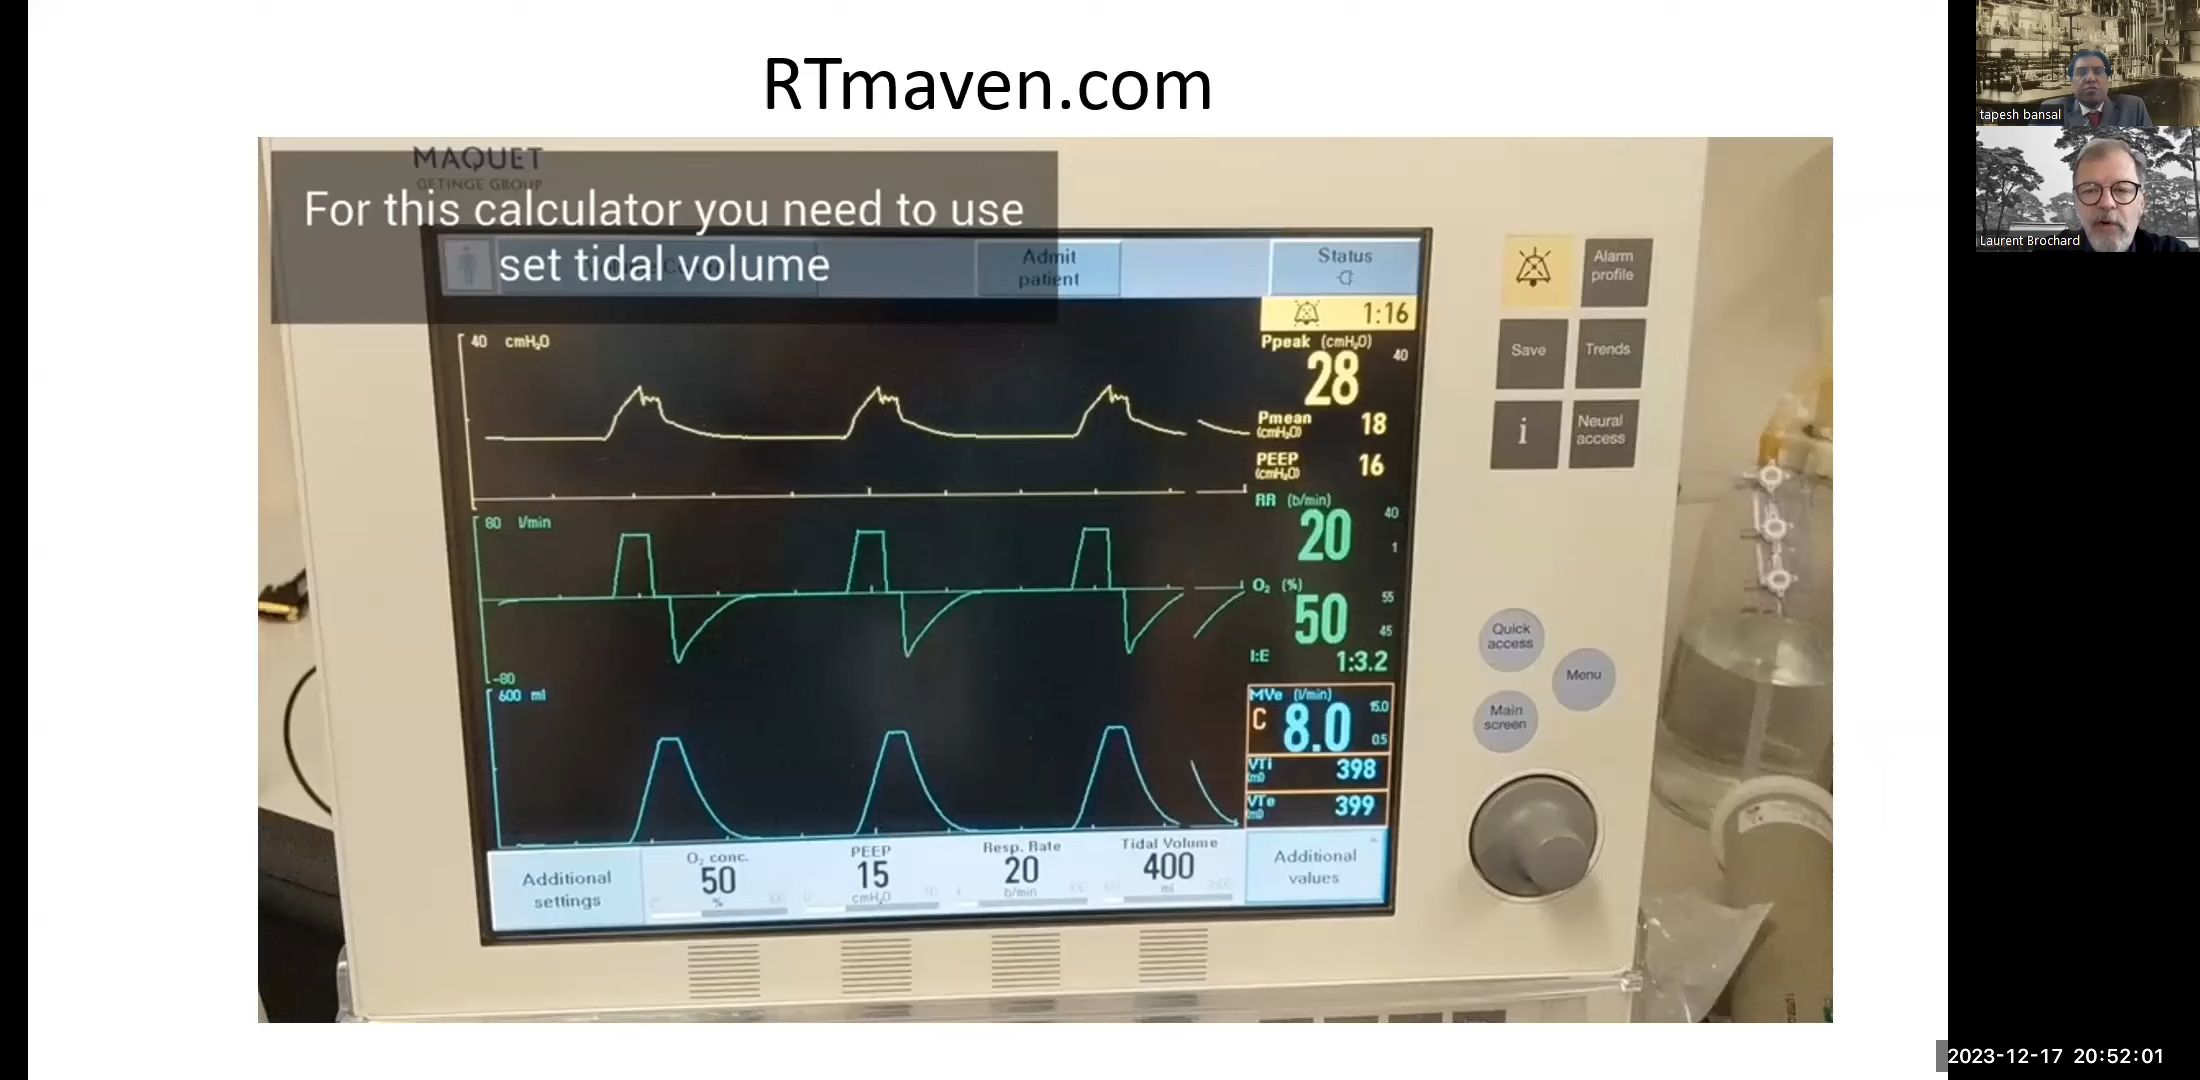 RTmaven.com
MAQUET
GETINGE GROUP
For this calculator you need to use
set tidal volume
Admit
patient
Status
1:16
Alarm
profile
Save
Trends
i
Neural
access
40 cmH₂O
Ppeak (cmH₂O)
28
40
Pmean
(cmH₂O)
18
PEEP
(cmH₂O)
16
80 l/min
RR (b/min)
20
40
1
O₂ (%)
50
55
45
I:E
1:3.2
-80
600 ml
MVe (l/min)
C 8.0
15.0
0.5
VTi
(ml)
398
VTe
(ml)
399
Quick
access
Menu
Main
screen
Additional
settings
O₂ conc.
50
%
PEEP
15
cmH₂O
Resp. Rate
20
b/min
Tidal Volume
400
ml
Additional
values
tapesh bansal
Laurent Brochard
2023-12-17 20:52:01